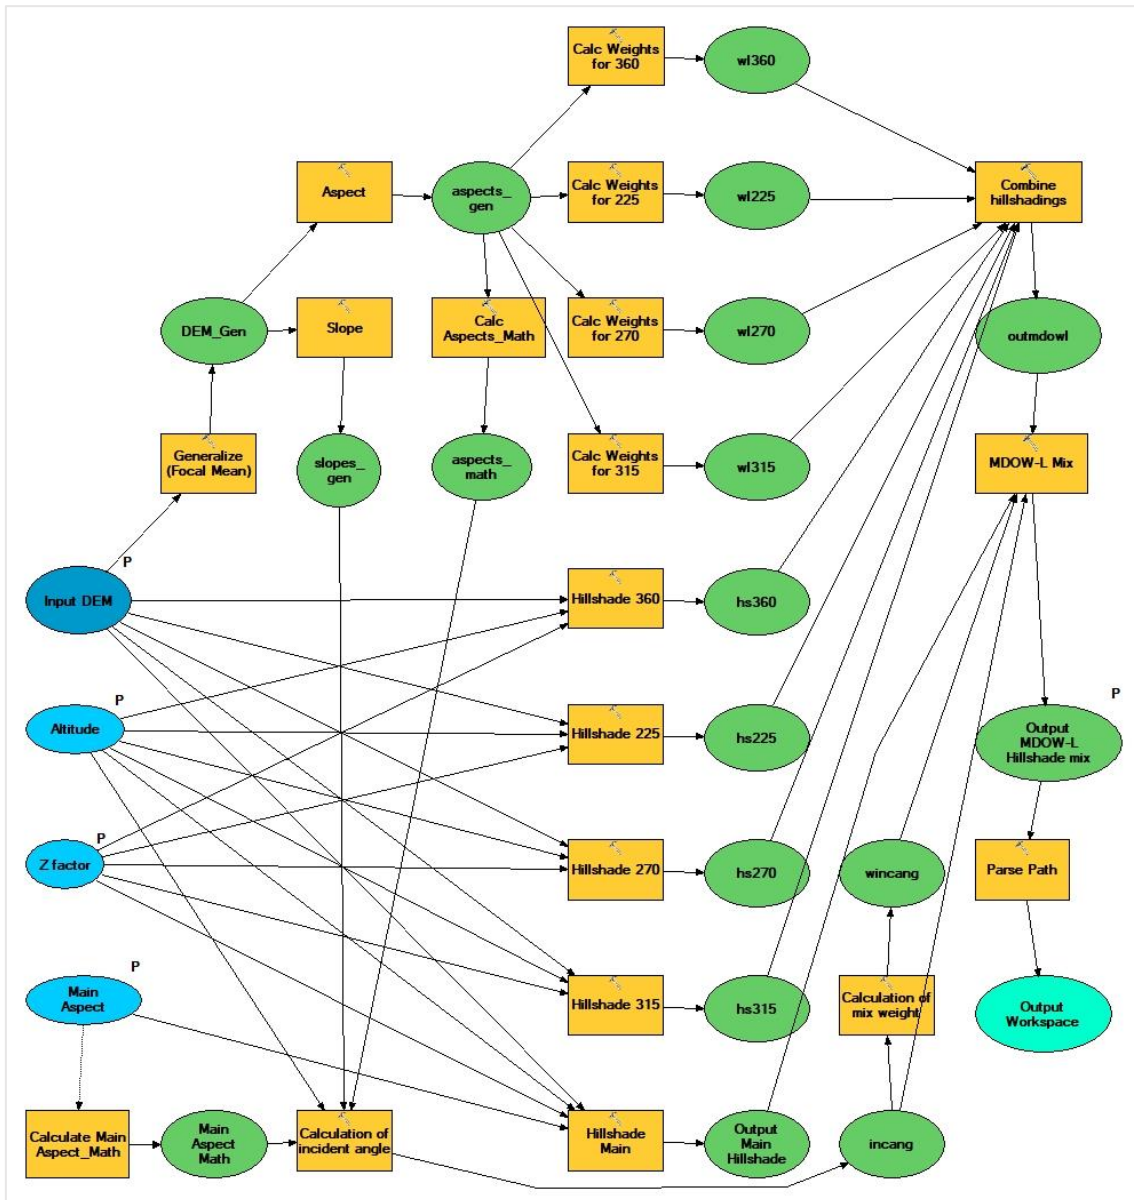 Calc Weights
for 360
wl360
Aspect
aspects_
gen
Calc Weights
for 225
wl225
Combine
hillshadings
DEM_Gen
Slope
Calc
Aspects_Math
Calc Weights
for 270
wl270
outmdowl
Generalize
(Focal Mean)
slopes_
gen
aspects_
math
Calc Weights
for 315
wl315
MDOW-L Mix
P
Input DEM
Hillshade 360
hs360
P
Altitude
Hillshade 225
hs225
P
Output
MDOW-L
Hillshade mix
P
Z factor
Hillshade 270
hs270
wincang
Parse Path
P
Main
Aspect
Hillshade 315
hs315
Calculation of
mix weight
Output
Workspace
Calculate Main
Aspect_Math
Main
Aspect
Math
Calculation of
incident angle
Hillshade
Main
Output
Main
Hillshade
incang